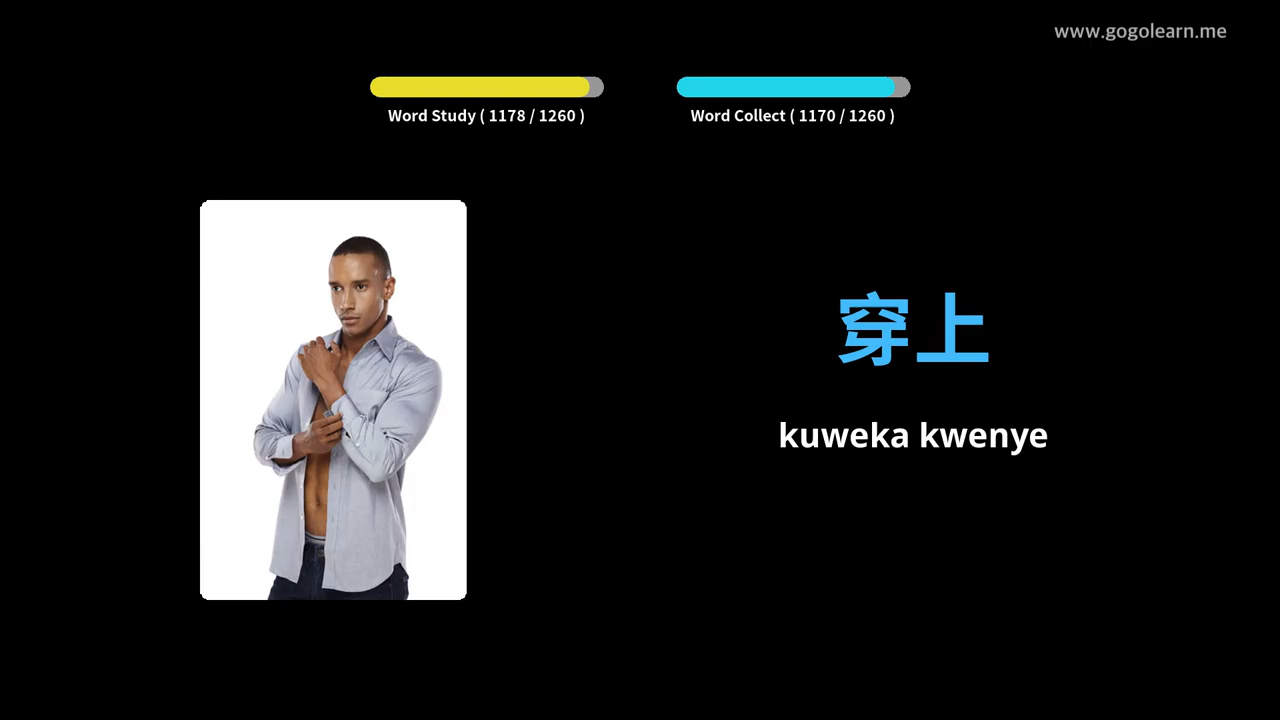 www.gogolearn.me
Word Study ( 1178 / 1260 )
Word Collect ( 1170 / 1260 )
穿上
kuweka kwenye